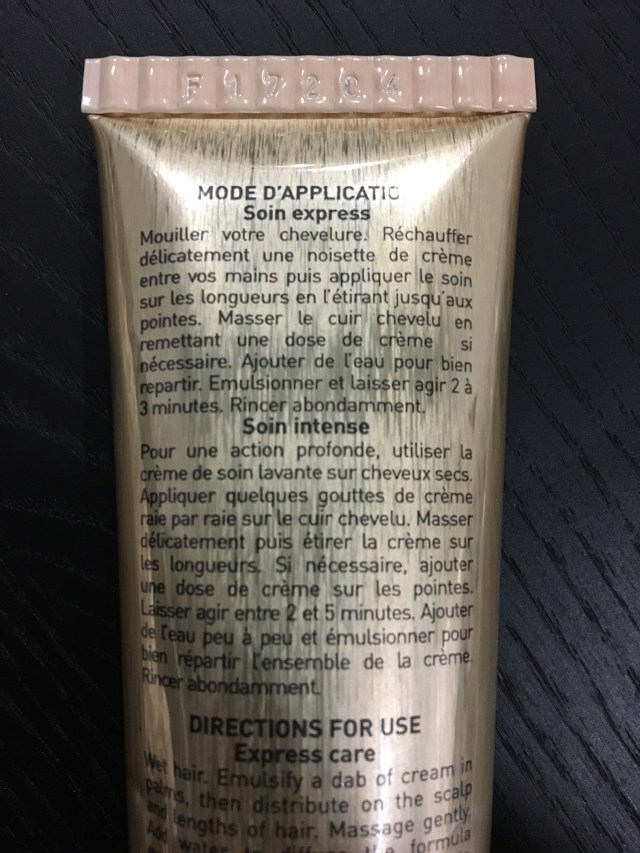 F17206
MODE D'APPLICATIO
Soin express
Mouiller votre chevelure. Réchauffer
délicatement une noisette de crème
entre vos mains puis appliquer le soin
sur les longueurs en l'étirant jusqu'aux
pointes. Masser le cuir chevelu en
remettant une dose de crème si
nécessaire. Ajouter de l'eau pour bien
repartir. Emulsionner et laisser agir 2 à
3 minutes. Rincer abondamment.
Soin intense
Pour une action profonde, utiliser la
crème de soin lavante sur cheveux secs.
Appliquer quelques gouttes de crème
raie par raie sur le cuir chevelu. Masser
délicatement puis étirer la crème sur
les longueurs. Si nécessaire, ajouter
une dose de crème sur les pointes.
Laisser agir entre 2 et 5 minutes. Ajouter
de l'eau peu à peu et émulsionner pour
bien répartir l'ensemble de la crème.
Rincer abondamment.
DIRECTIONS FOR USE
Express care
Wet hair. Emulsify a dab of cream in
palms, then distribute on the scalp
and lengths of hair. Massage gently,
Add water to diffuse the formula